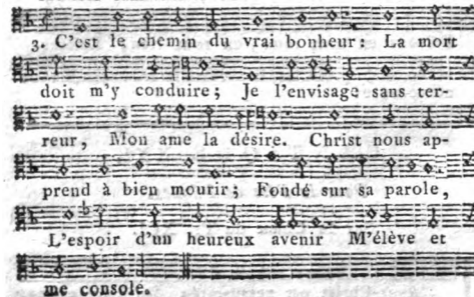 3. C'est le chemin du vrai bonheur: La mort
doit m'y conduire; Je l'envisage sans ter-
reur, Mon ame la désire. Christ nous ap-
prend à bien mourir; Fondé sur sa parole,
L'espoir d'un heureux avenir M'élève et
me console.